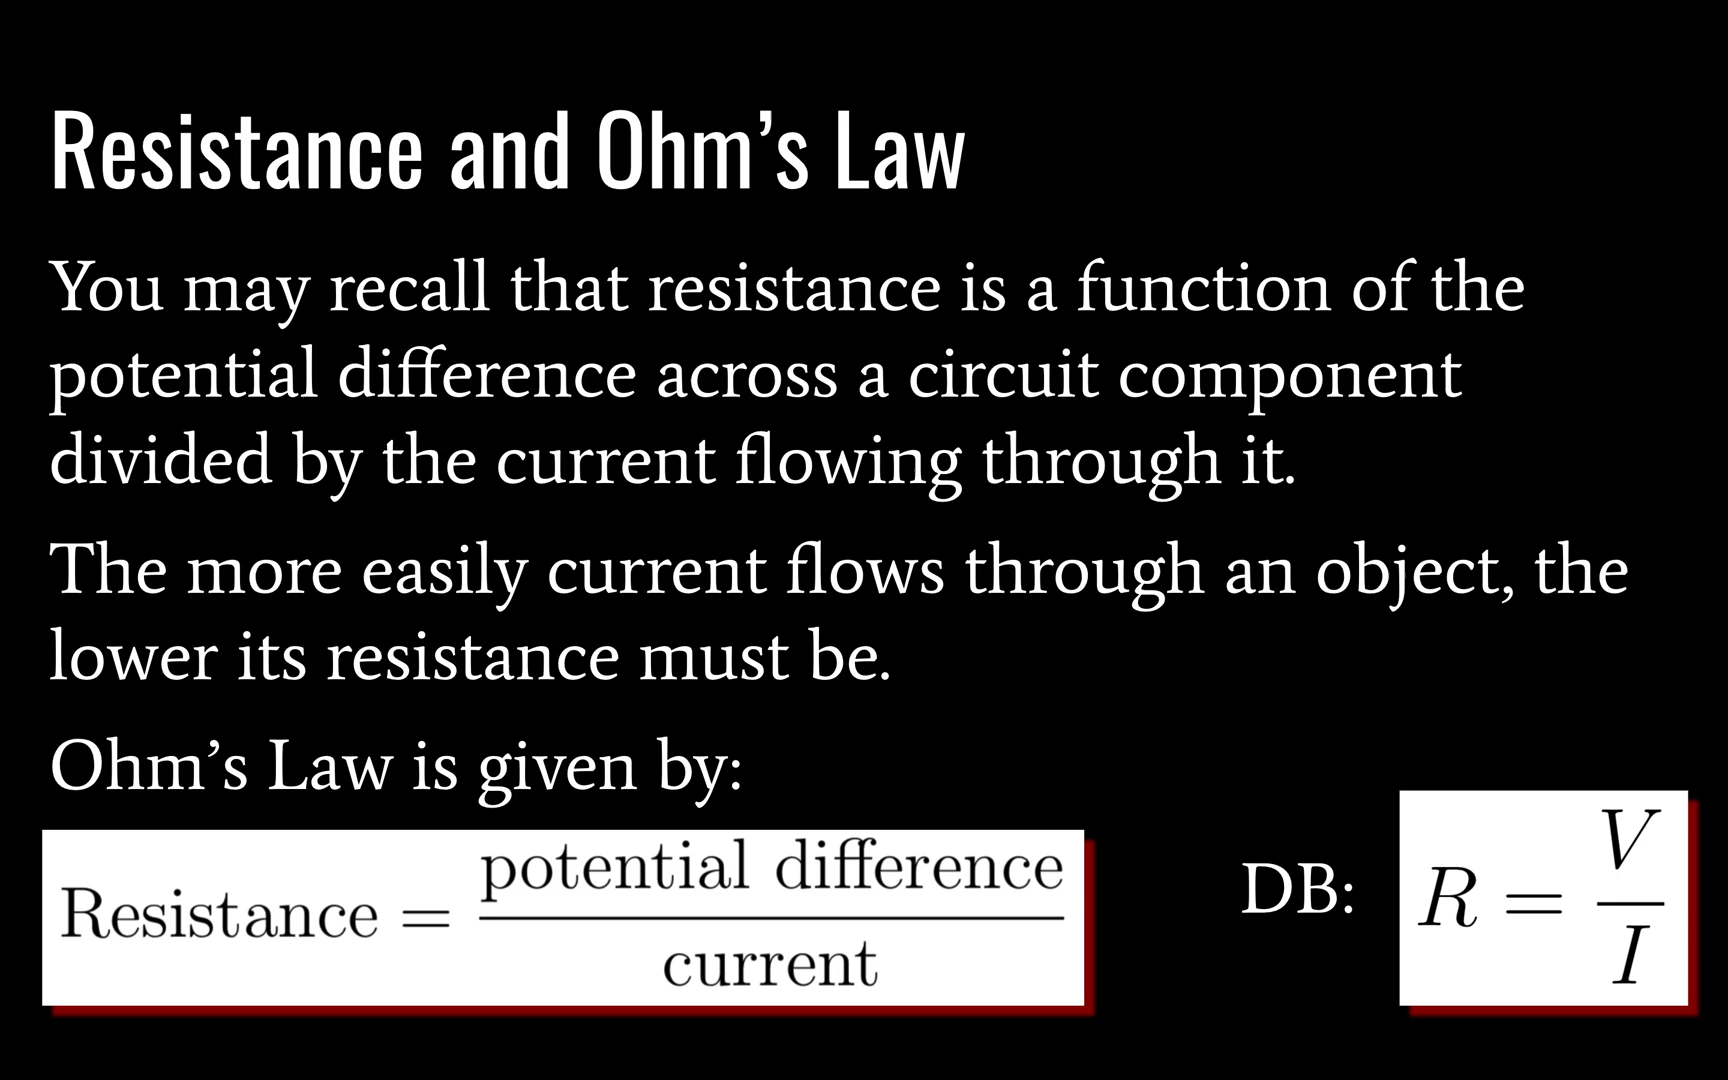 Resistance and Ohm’s Law
You may recall that resistance is a function of the
potential difference across a circuit component
divided by the current flowing through it.
The more easily current flows through an object, the
lower its resistance must be.
Ohm’s Law is given by:
Resistance = potential difference / current
DB: R = V / I